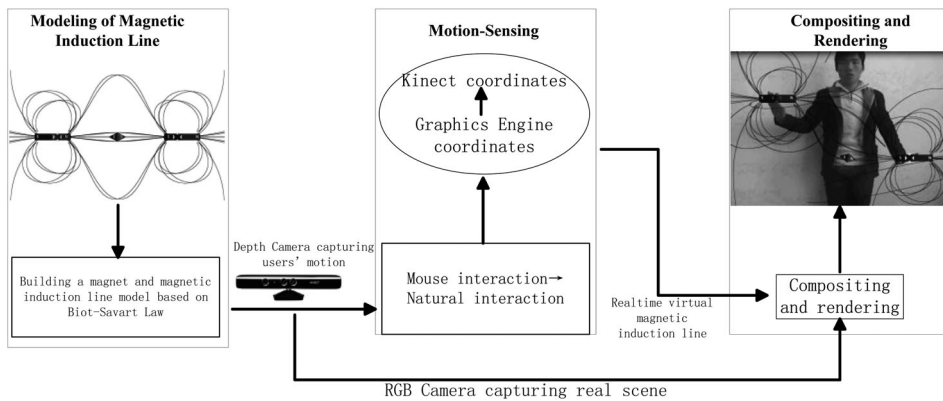 Modeling of Magnetic
Induction Line
Building a magnet and magnetic
induction line model based on
Biot-Savart Law
Depth Camera capturing
users' motion
Motion-Sensing
Kinect coordinates
Graphics Engine
coordinates
Mouse interaction→
Natural interaction
Realtime virtual
magnetic
induction line
Compositing and
Rendering
Compositing
and rendering
RGB Camera capturing real scene